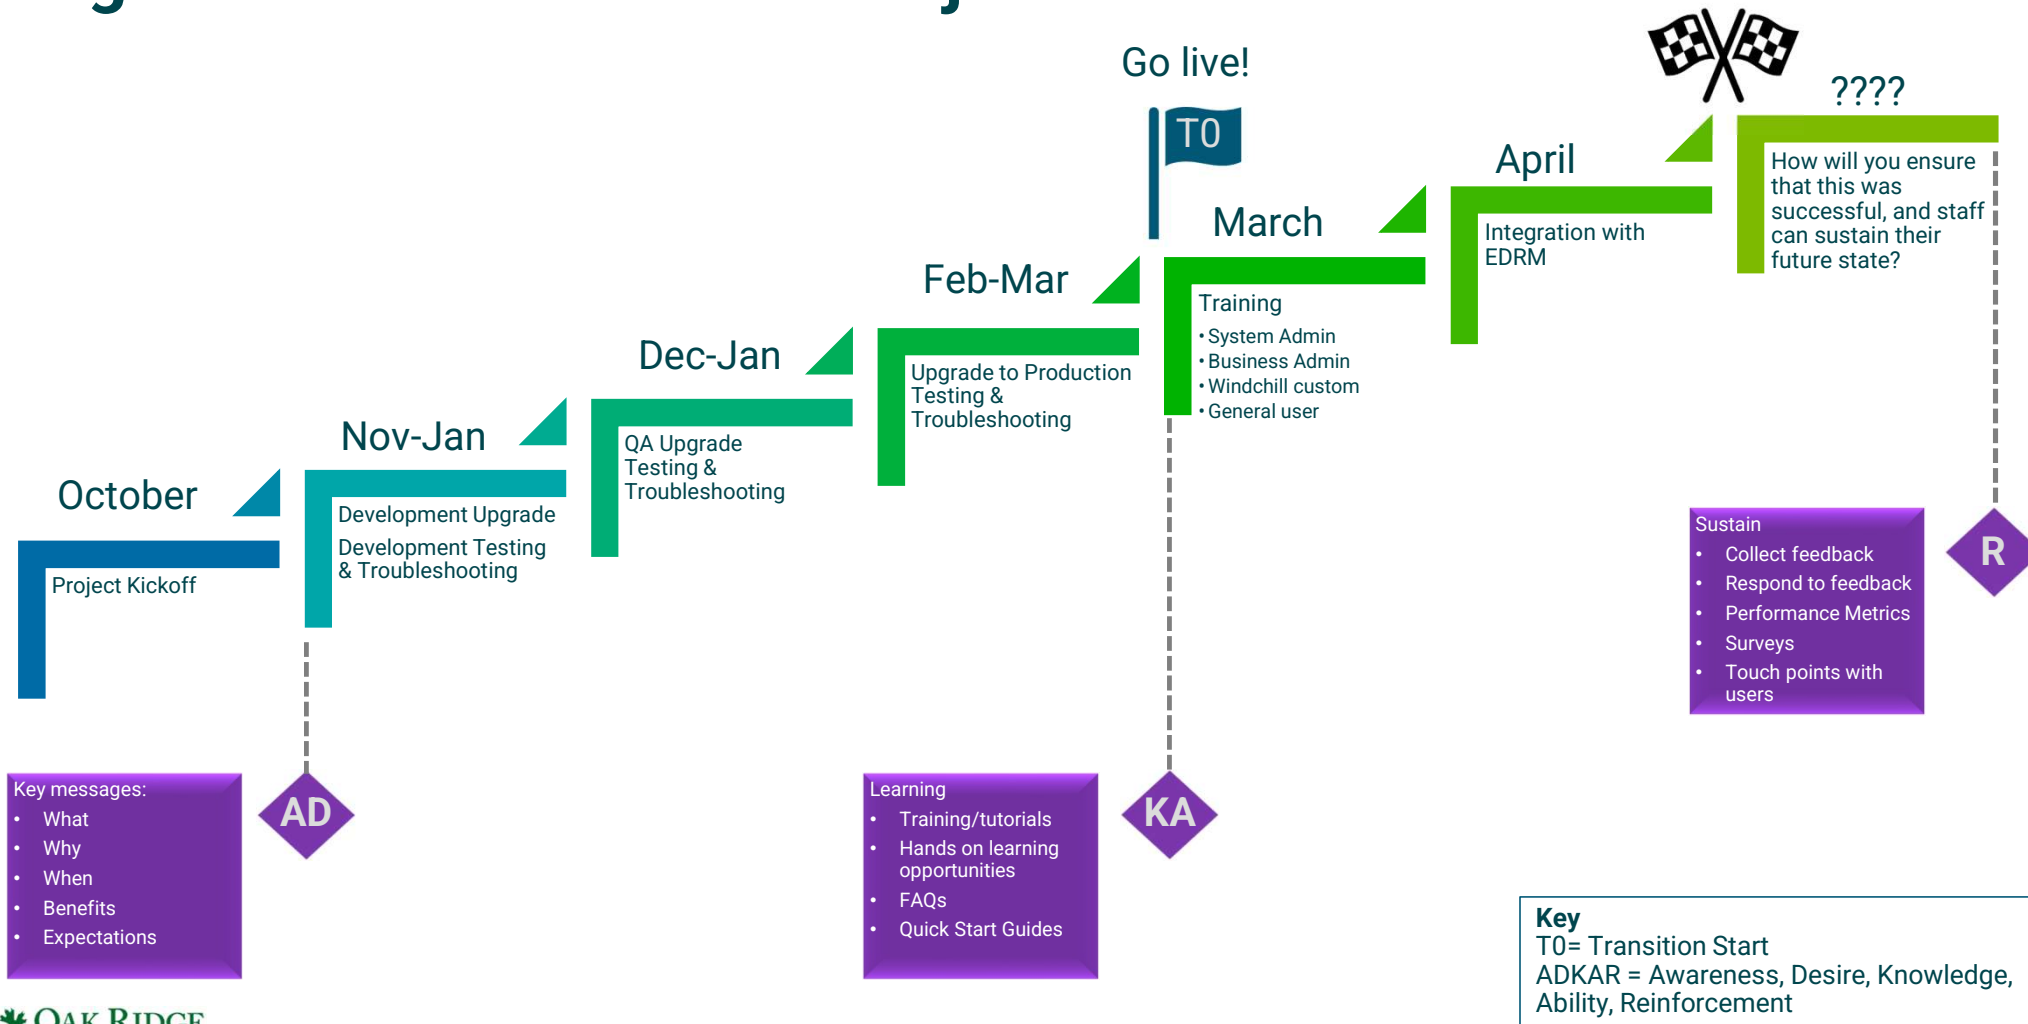 Go live!
T0
????
October
Project Kickoff
Nov-Jan
Development Upgrade
Development Testing
& Troubleshooting
Dec-Jan
QA Upgrade
Testing &
Troubleshooting
Feb-Mar
Upgrade to Production
Testing &
Troubleshooting
March
Training
• System Admin
• Business Admin
• Windchill custom
• General user
April
Integration with
EDRM
How will you ensure
that this was
successful, and staff
can sustain their
future state?
Key messages:
• What
• Why
• When
• Benefits
• Expectations
AD
Learning
• Training/tutorials
• Hands on learning
opportunities
• FAQs
• Quick Start Guides
KA
Sustain
• Collect feedback
• Respond to feedback
• Performance Metrics
• Surveys
• Touch points with
users
R
Key
T0= Transition Start
ADKAR = Awareness, Desire, Knowledge,
Ability, Reinforcement
OAK RIDGE